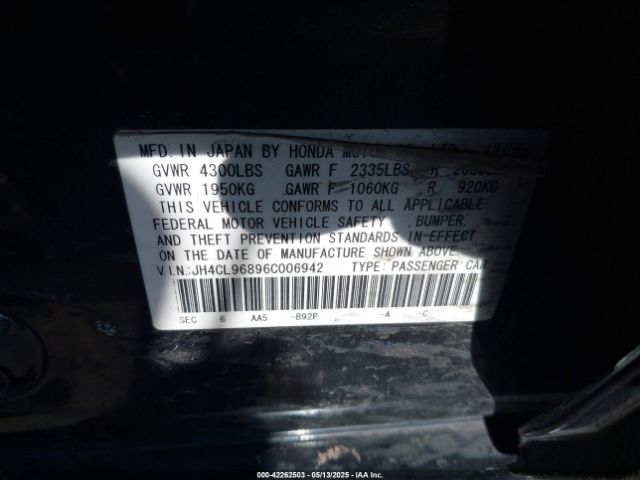 MFD. IN JAPAN BY HONDA MOTOR
GVWR 4300LBS GAWR F 2335LBS R
GVWR 1950KG GAWR F 1060KG R 920KG
THIS VEHICLE CONFORMS TO ALL APPLICABLE
FEDERAL MOTOR VEHICLE SAFETY , BUMPER,
AND THEFT PREVENTION STANDARDS IN EFFECT
ON THE DATE OF MANUFACTURE SHOWN ABOVE.
V.I.N.:JH4CL96896C006942 TYPE: PASSENGER CAR
SEC 6 AA5 -B92P -A -C
000-42262503 - 05/13/2025 - IAA Inc.